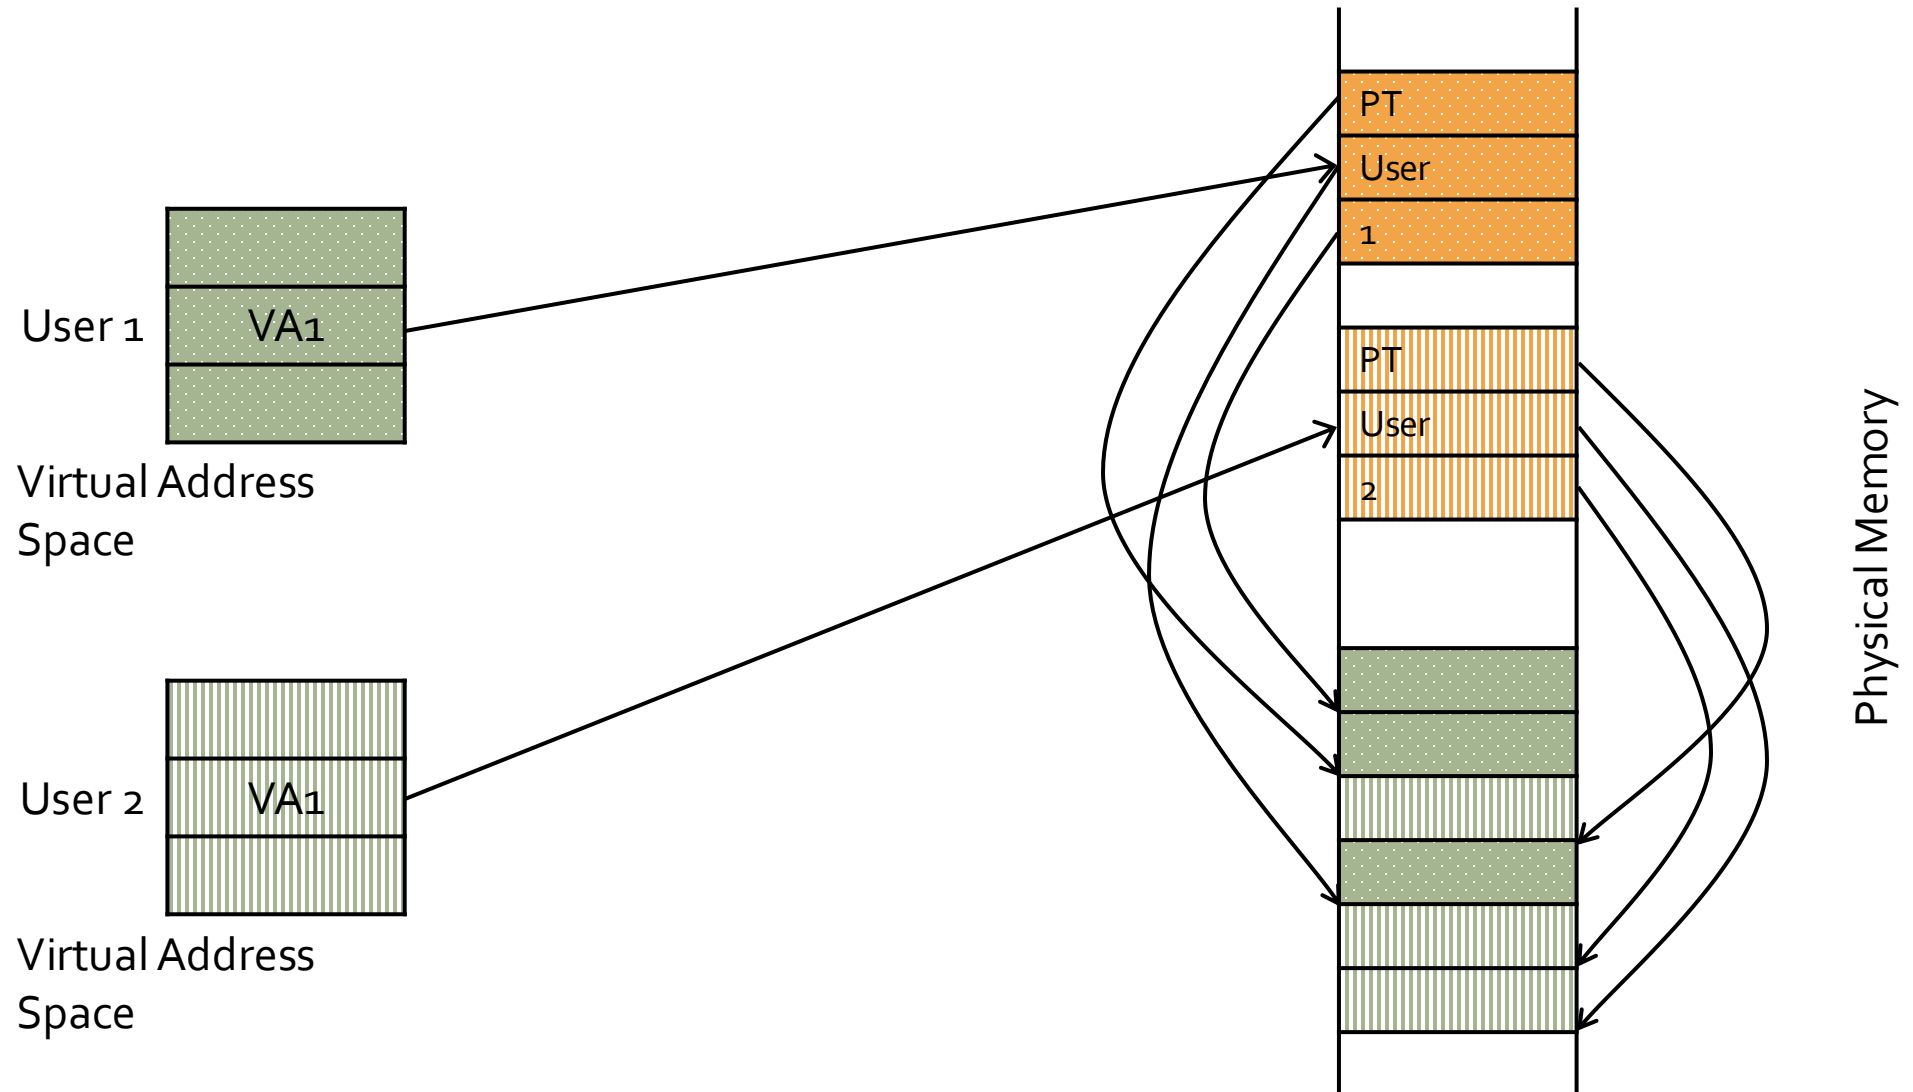 PT
User
1
User 1
VA1
Virtual Address
Space
PT
User
2
Physical Memory
User 2
VA1
Virtual Address
Space